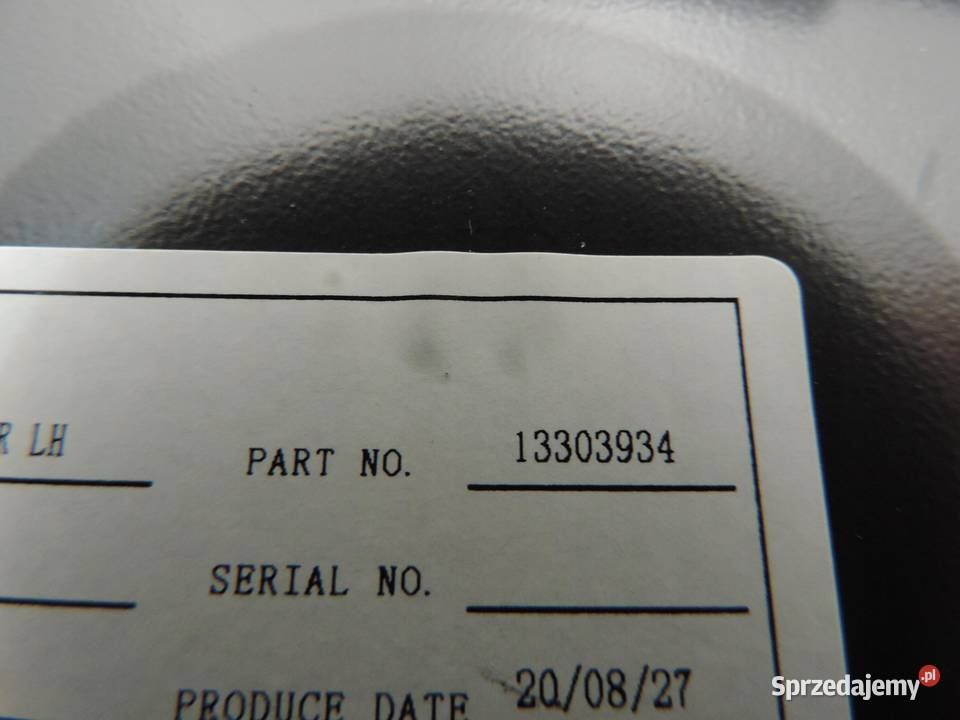 R LH PART NO. 13303934
SERIAL NO.
PRODUCE DATE 20/08/27
Sprzedajemy.pl